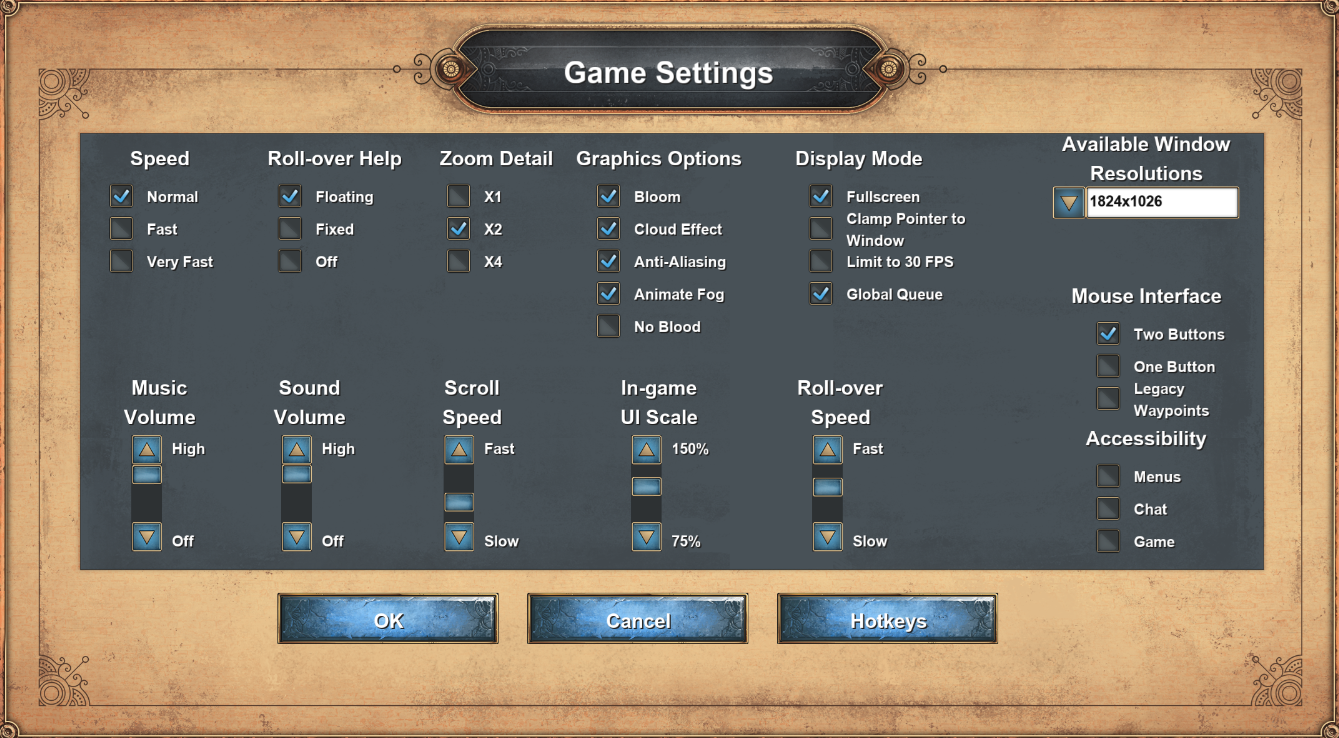 Game Settings
Speed
Normal
Fast
Very Fast
Roll-over Help
Floating
Fixed
Off
Zoom Detail
X1
X2
X4
Graphics Options
Bloom
Cloud Effect
Anti-Aliasing
Animate Fog
No Blood
Display Mode
Fullscreen
Clamp Pointer to
Window
Limit to 30 FPS
Global Queue
Available Window
Resolutions
1824x1026
Mouse Interface
Two Buttons
One Button
Legacy
Waypoints
Accessibility
Menus
Chat
Game
Music
Volume
High
Off
Sound
Volume
High
Off
Scroll
Speed
Fast
Slow
In-game
UI Scale
150%
75%
Roll-over
Speed
Fast
Slow
OK
Cancel
Hotkeys